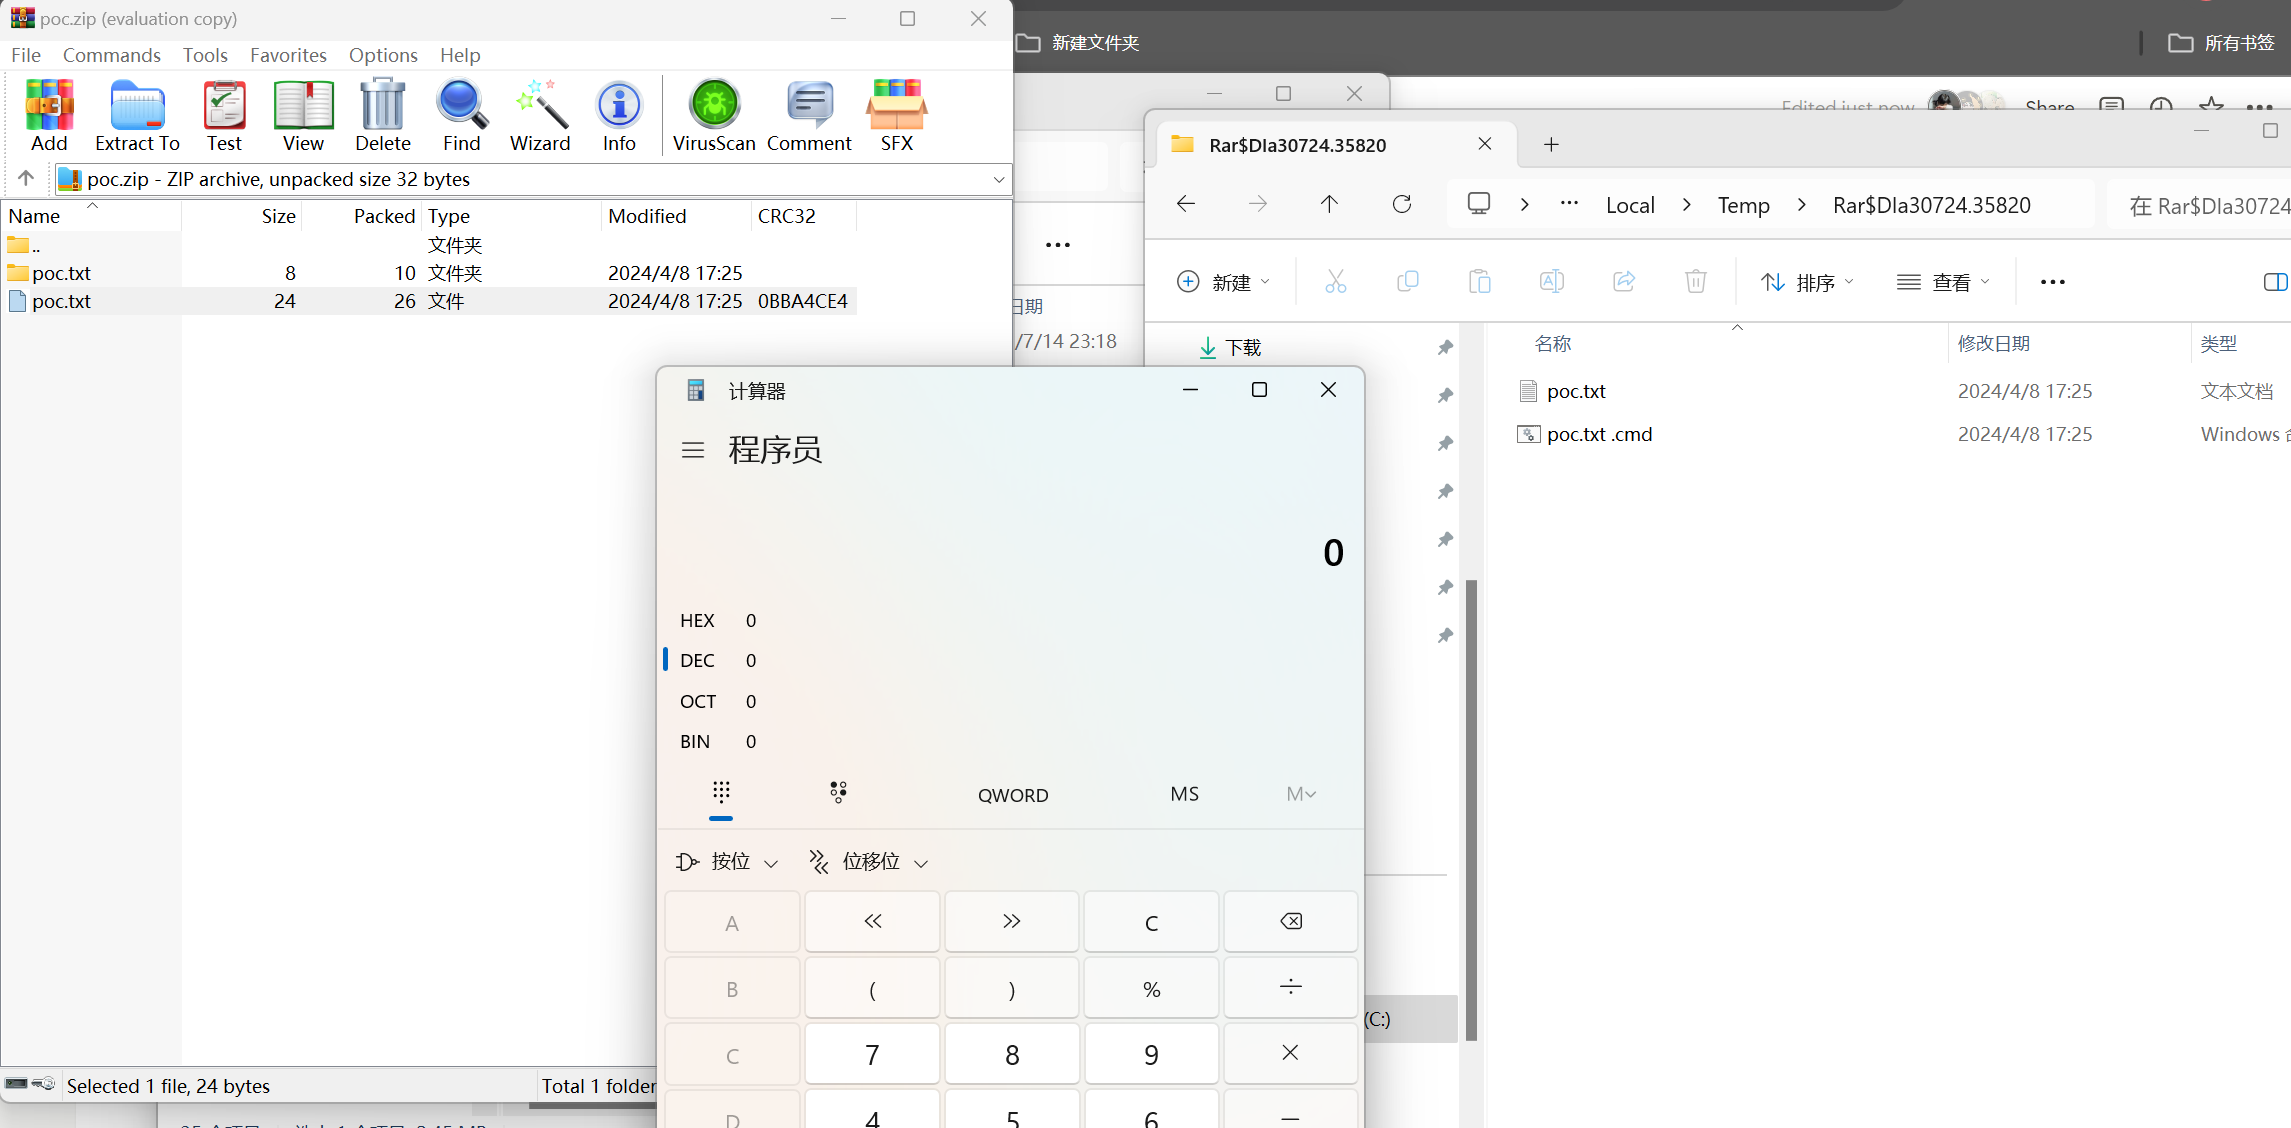 poc.zip (evaluation copy)
File Commands Tools Favorites Options Help
Add Extract To Test View Delete Find Wizard Info VirusScan Comment SFX
poc.zip - ZIP archive, unpacked size 32 bytes
Name Size Packed Type Modified CRC32
.. 文件夹
poc.txt 8 10 文件夹 2024/4/8 17:25
poc.txt 24 26 文件 2024/4/8 17:25 0BBA4CE4
Selected 1 file, 24 bytes
Total 1 folder
新建文件夹
所有书签
Edited just now Share
日期
/7/14 23:18
Rar$DIa30724.35820
Local > Temp > Rar$DIa30724.35820
在 Rar$DIa30724
新建 排序 查看
下载
名称 修改日期 类型
poc.txt 2024/4/8 17:25 文本文档
poc.txt .cmd 2024/4/8 17:25 Windows
(C:)
计算器
程序员
0
HEX 0
DEC 0
OCT 0
BIN 0
QWORD MS M
按位 位移位
A « » C
B ( ) % ÷
C 7 8 9 ×
D 4 5 6 −